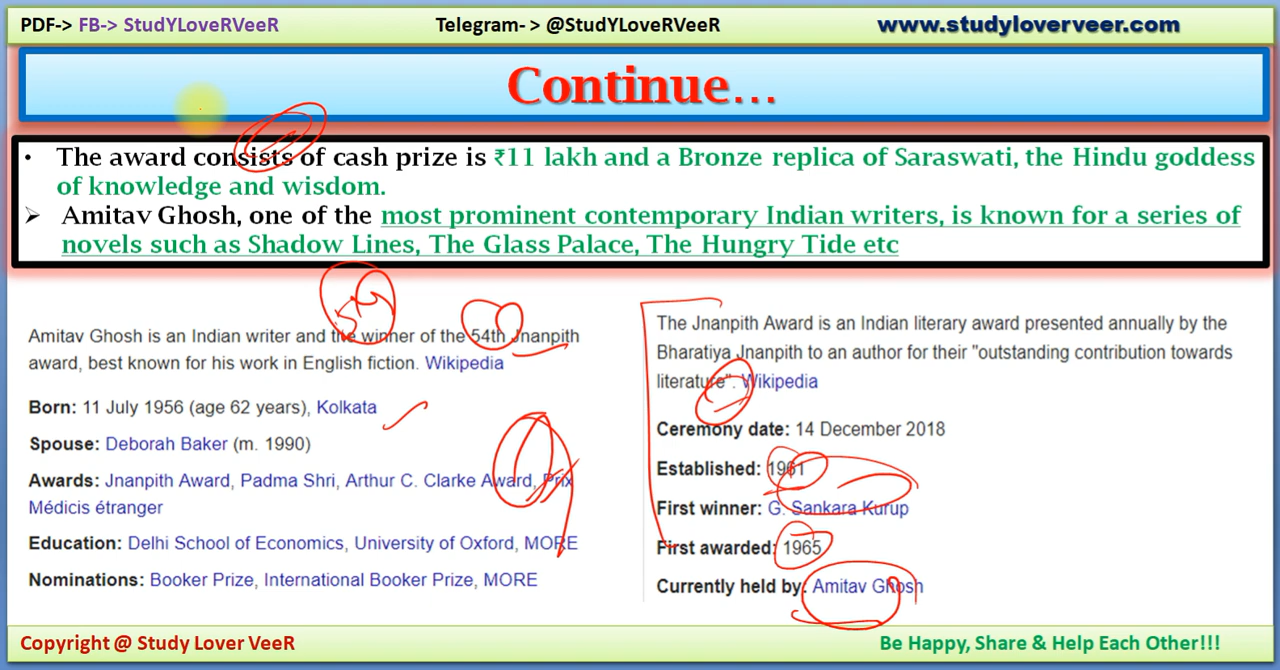 PDF-> FB-> StudYLoveRVeeR Telegram- > @StudYLoveRVeeR www.studyloverveer.com
Continue...
• The award consists of cash prize is ₹11 lakh and a Bronze replica of Saraswati, the Hindu goddess
of knowledge and wisdom.
➢ Amitav Ghosh, one of the most prominent contemporary Indian writers, is known for a series of
novels such as Shadow Lines, The Glass Palace, The Hungry Tide etc
54
Amitav Ghosh is an Indian writer and the winner of the 54th Jnanpith
award, best known for his work in English fiction. Wikipedia
Born: 11 July 1956 (age 62 years), Kolkata
Spouse: Deborah Baker (m. 1990)
Awards: Jnanpith Award, Padma Shri, Arthur C. Clarke Award, Prix
Médicis étranger
Education: Delhi School of Economics, University of Oxford, MORE
Nominations: Booker Prize, International Booker Prize, MORE
The Jnanpith Award is an Indian literary award presented annually by the
Bharatiya Jnanpith to an author for their "outstanding contribution towards
literature". Wikipedia
Ceremony date: 14 December 2018
Established: 1961
First winner: G. Sankara Kurup
First awarded: 1965
Currently held by: Amitav Ghosh
Copyright @ Study Lover VeeR Be Happy, Share & Help Each Other!!!